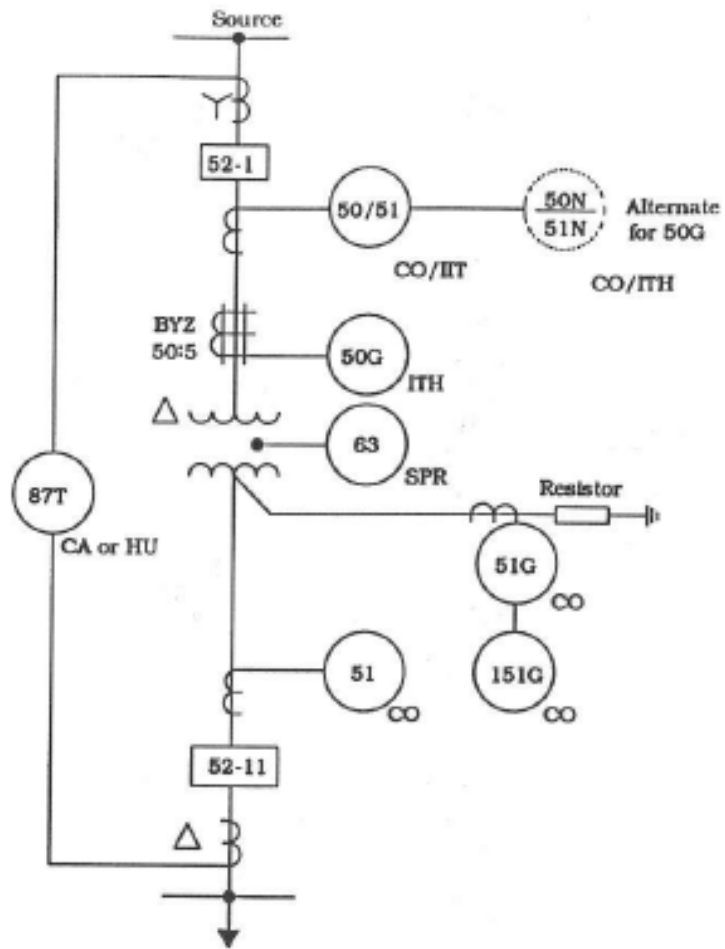 Source
52-1
50/51
50N
51N
Alternate
for 50G
CO/IIT
CO/ITH
BYZ
50:5
50G
ITH
63
SPR
87T
CA or HU
Resistor
51G
CO
51
CO
151G
CO
52-11